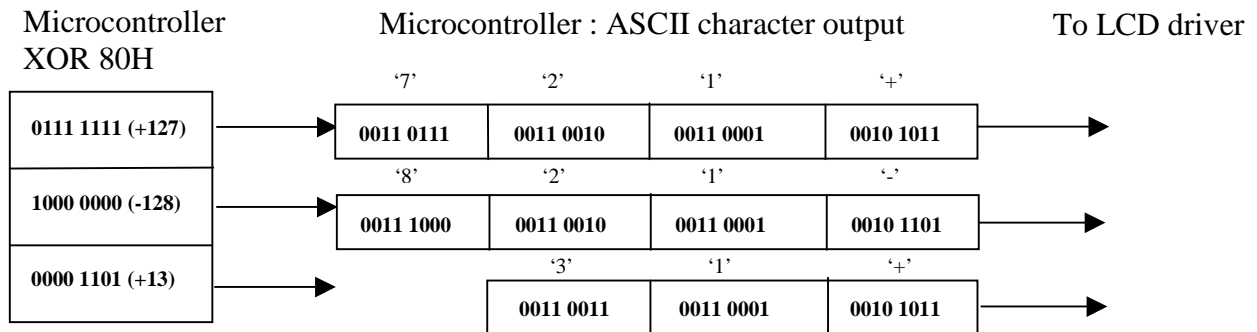 Microcontroller
XOR 80H
Microcontroller : ASCII character output
To LCD driver
‘7’ ‘2’ ‘1’ ‘+’
0111 1111 (+127) 0011 0111 0011 0010 0011 0001 0010 1011
‘8’ ‘2’ ‘1’ ‘-’
1000 0000 (-128) 0011 1000 0011 0010 0011 0001 0010 1101
‘3’ ‘1’ ‘+’
0000 1101 (+13) 0011 0011 0011 0001 0010 1011